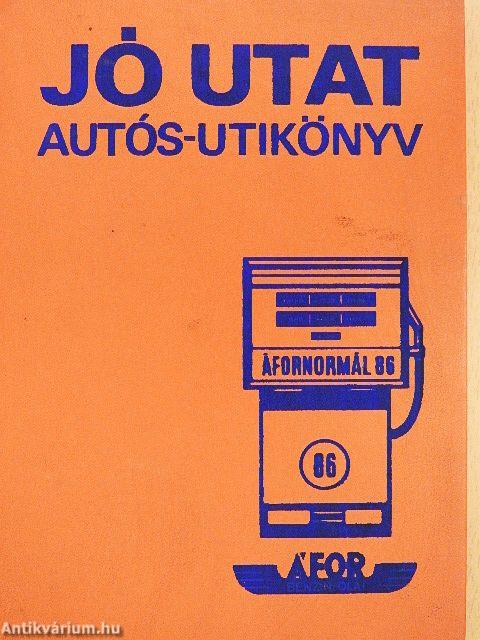 JÓ UTAT
AUTÓS-UTIKÖNYV
ÁFORNORMÁL 86
86
ÁFOR
Antikvárium.hu